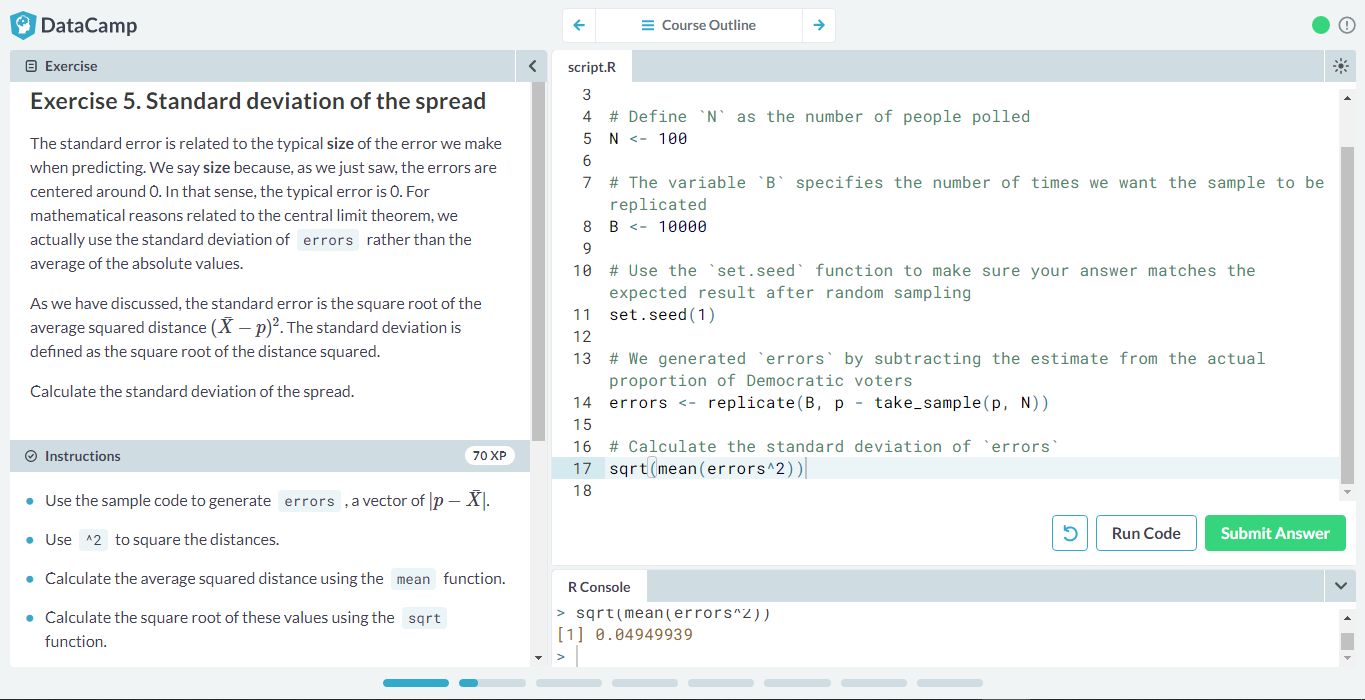 DataCamp
Course Outline
Exercise
Exercise 5. Standard deviation of the spread
The standard error is related to the typical size of the error we make
when predicting. We say size because, as we just saw, the errors are
centered around 0. In that sense, the typical error is 0. For
mathematical reasons related to the central limit theorem, we
actually use the standard deviation of errors rather than the
average of the absolute values.
As we have discussed, the standard error is the square root of the
average squared distance (X̄ − p)². The standard deviation is
defined as the square root of the distance squared.
Calculate the standard deviation of the spread.
Instructions
70 XP
Use the sample code to generate errors , a vector of |p − X̄|.
Use ^2 to square the distances.
Calculate the average squared distance using the mean function.
Calculate the square root of these values using the sqrt
function.
script.R
3
4 # Define `N` as the number of people polled
5 N <- 100
6
7 # The variable `B` specifies the number of times we want the sample to be
replicated
8 B <- 10000
9
10 # Use the `set.seed` function to make sure your answer matches the
expected result after random sampling
11 set.seed(1)
12
13 # We generated `errors` by subtracting the estimate from the actual
proportion of Democratic voters
14 errors <- replicate(B, p - take_sample(p, N))
15
16 # Calculate the standard deviation of `errors`
17 sqrt(mean(errors^2))
18
Run Code
Submit Answer
R Console
> sqrt(mean(errors^2))
[1] 0.04949939
>